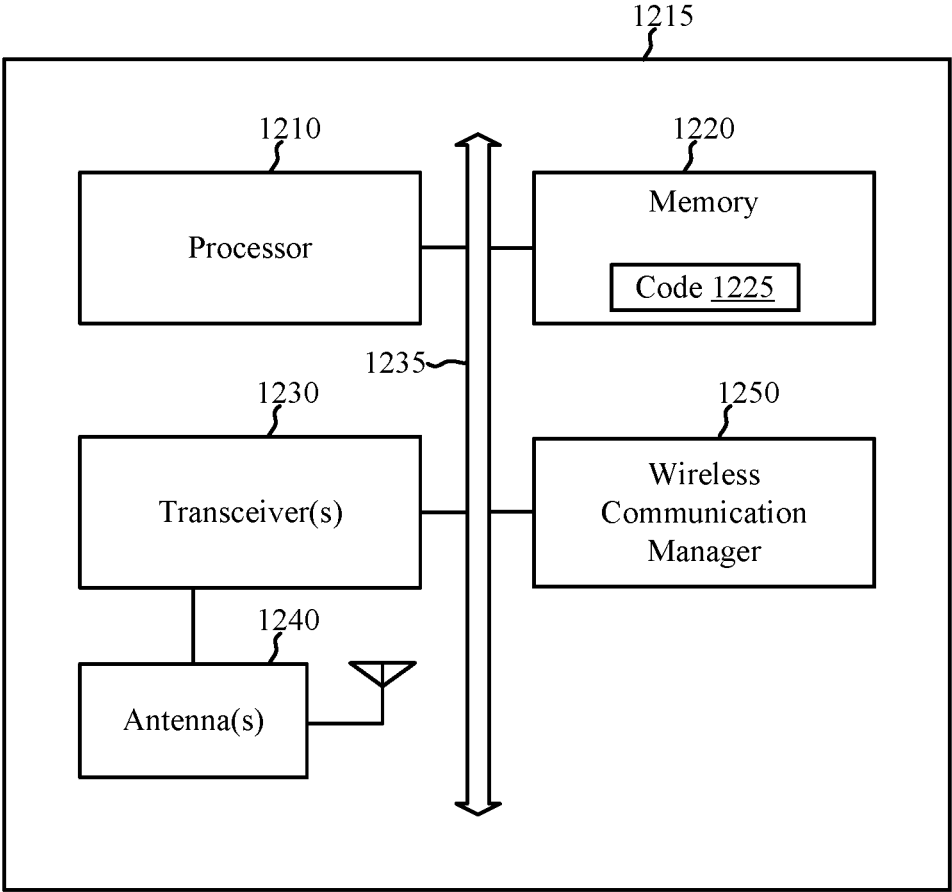 1215
1210
Processor
1220
Memory
Code 1225
1235
1230
Transceiver(s)
1250
Wireless
Communication
Manager
1240
Antenna(s)